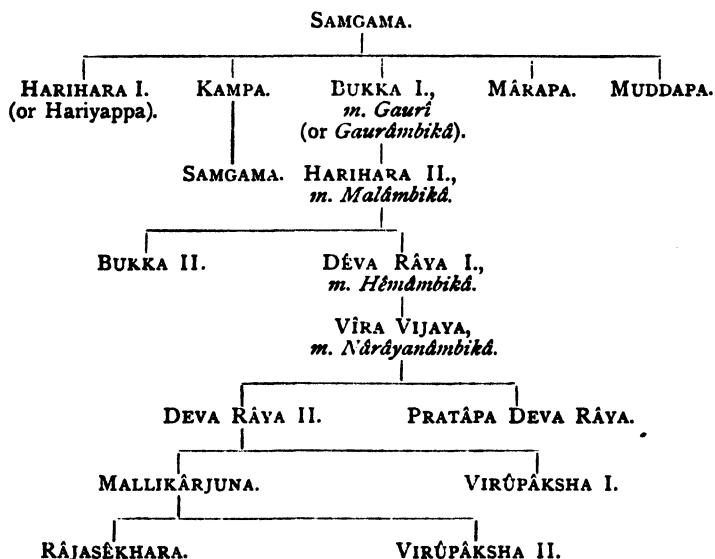 SAMGAMA.
HARIHARA I. KAMPA. BUKKA I., MÂRAPA. MUDDAPA.
(or Hariyappa). m. Gaurî
(or Gaurâmbikâ).
SAMGAMA. HARIHARA II.,
m. Malâmbikâ.
BUKKA II. DÉVA RÂYA I.,
m. Hêmâmbikâ.
VÎRA VIJAYA,
m. Nârâyanâmbikâ.
DEVA RÂYA II. PRATÂPA DEVA RÂYA.
MALLIKÂRJUNA. VIRÛPÂKSHA I.
RÂJASÊKHARA. VIRÛPÂKSHA II.